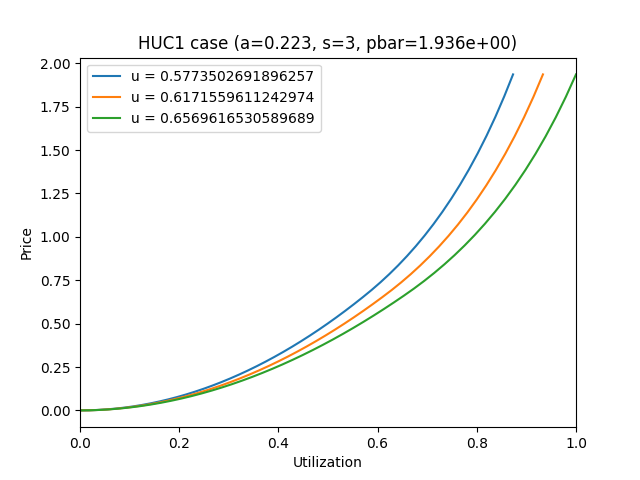 HUC1 case (a=0.223, s=3, pbar=1.936e+00)
u = 0.5773502691896257
u = 0.6171559611242974
u = 0.6569616530589689
2.00
1.75
1.50
1.25
1.00
0.75
0.50
0.25
0.00
Price
0.0 0.2 0.4 0.6 0.8 1.0
Utilization